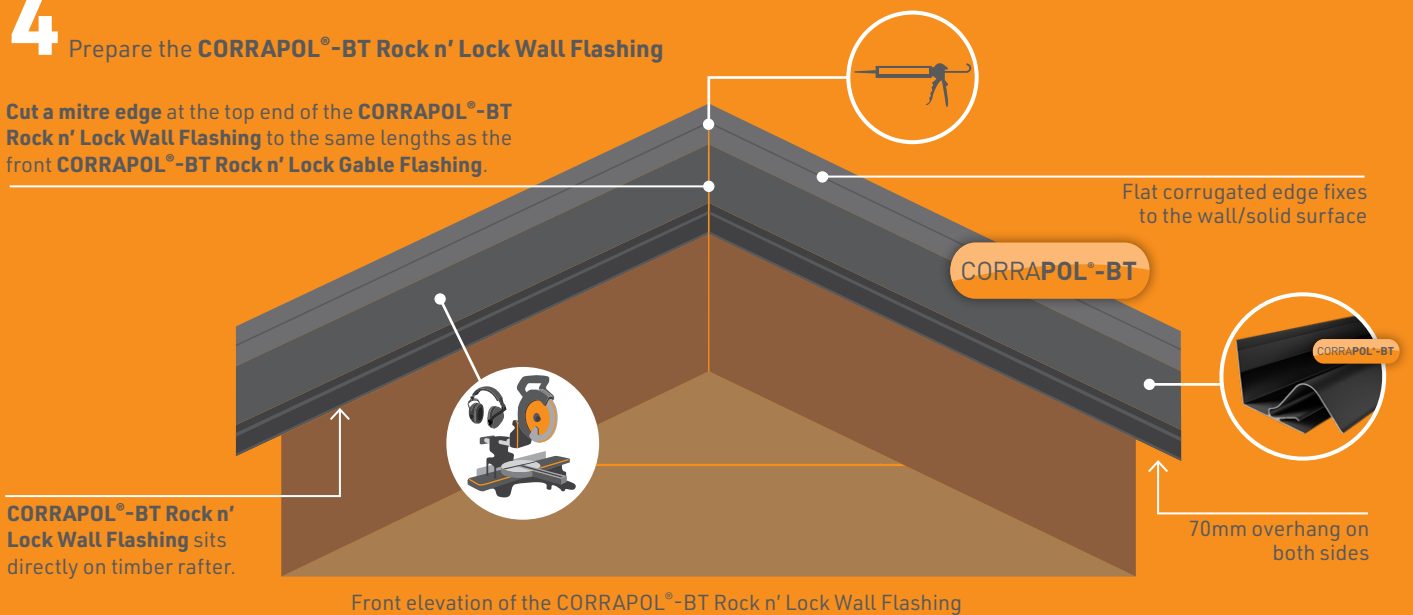 4 Prepare the CORRAPOL®-BT Rock n' Lock Wall Flashing
Cut a mitre edge at the top end of the CORRAPOL®-BT
Rock n' Lock Wall Flashing to the same lengths as the
front CORRAPOL®-BT Rock n' Lock Gable Flashing.
Flat corrugated edge fixes
to the wall/solid surface
CORRAPOL®-BT
CORRAPOL®-BT
CORRAPOL®-BT Rock n'
Lock Wall Flashing sits
directly on timber rafter.
70mm overhang on
both sides
Front elevation of the CORRAPOL®-BT Rock n' Lock Wall Flashing